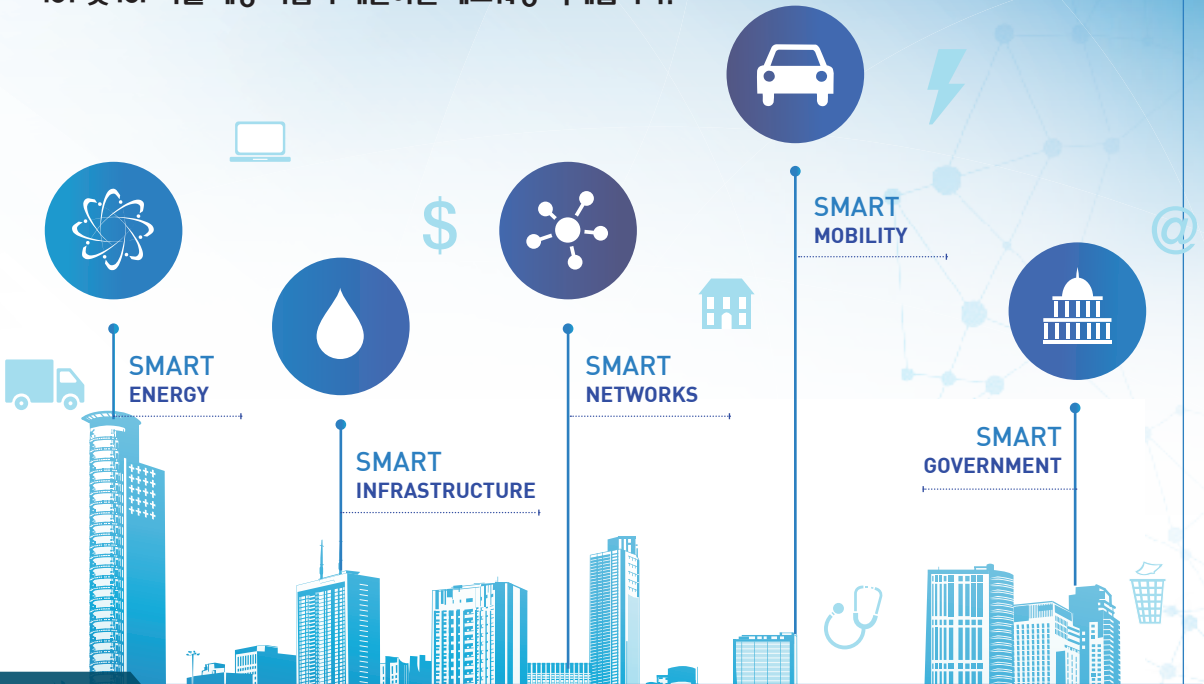 SMART
MOBILITY
SMART
ENERGY
SMART
NETWORKS
SMART
INFRASTRUCTURE
SMART
GOVERNMENT